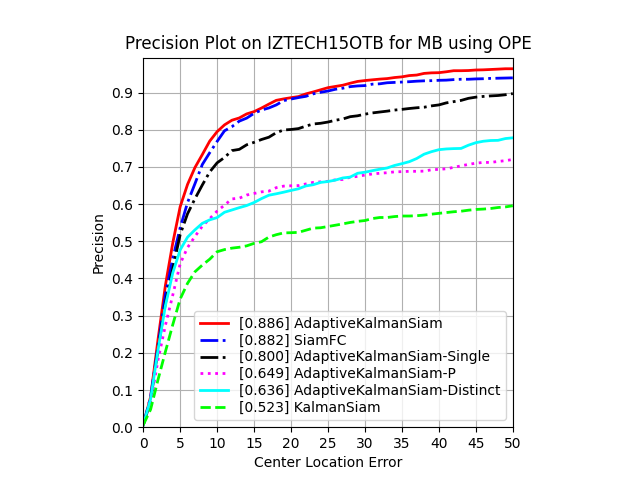 Precision Plot on IZTECH15OTB for MB using OPE
Precision
0.9
0.8
0.7
0.6
0.5
0.4
0.3
0.2
0.1
0.0
[0.886] AdaptiveKalmanSiam
[0.882] SiamFC
[0.800] AdaptiveKalmanSiam-Single
[0.649] AdaptiveKalmanSiam-P
[0.636] AdaptiveKalmanSiam-Distinct
[0.523] KalmanSiam
0 5 10 15 20 25 30 35 40 45 50
Center Location Error